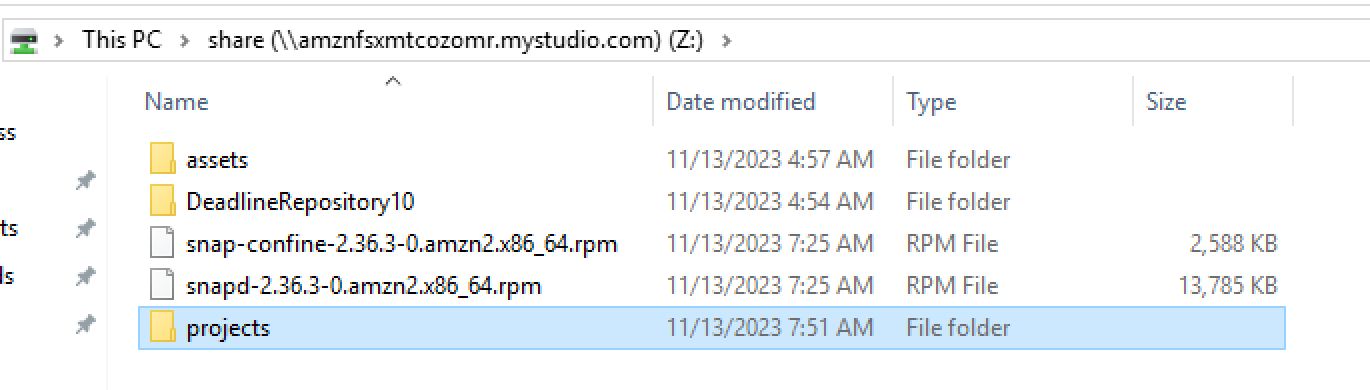 This PC > share (\\amznfsxmtcozomr.mystudio.com) (Z:) >
Name Date modified Type Size
ss
assets 11/13/2023 4:57 AM File folder
DeadlineRepository10 11/13/2023 4:54 AM File folder
ts
snap-confine-2.36.3-0.amzn2.x86_64.rpm 11/13/2023 7:25 AM RPM File 2,588 KB
ls
snapd-2.36.3-0.amzn2.x86_64.rpm 11/13/2023 7:25 AM RPM File 13,785 KB
projects 11/13/2023 7:51 AM File folder